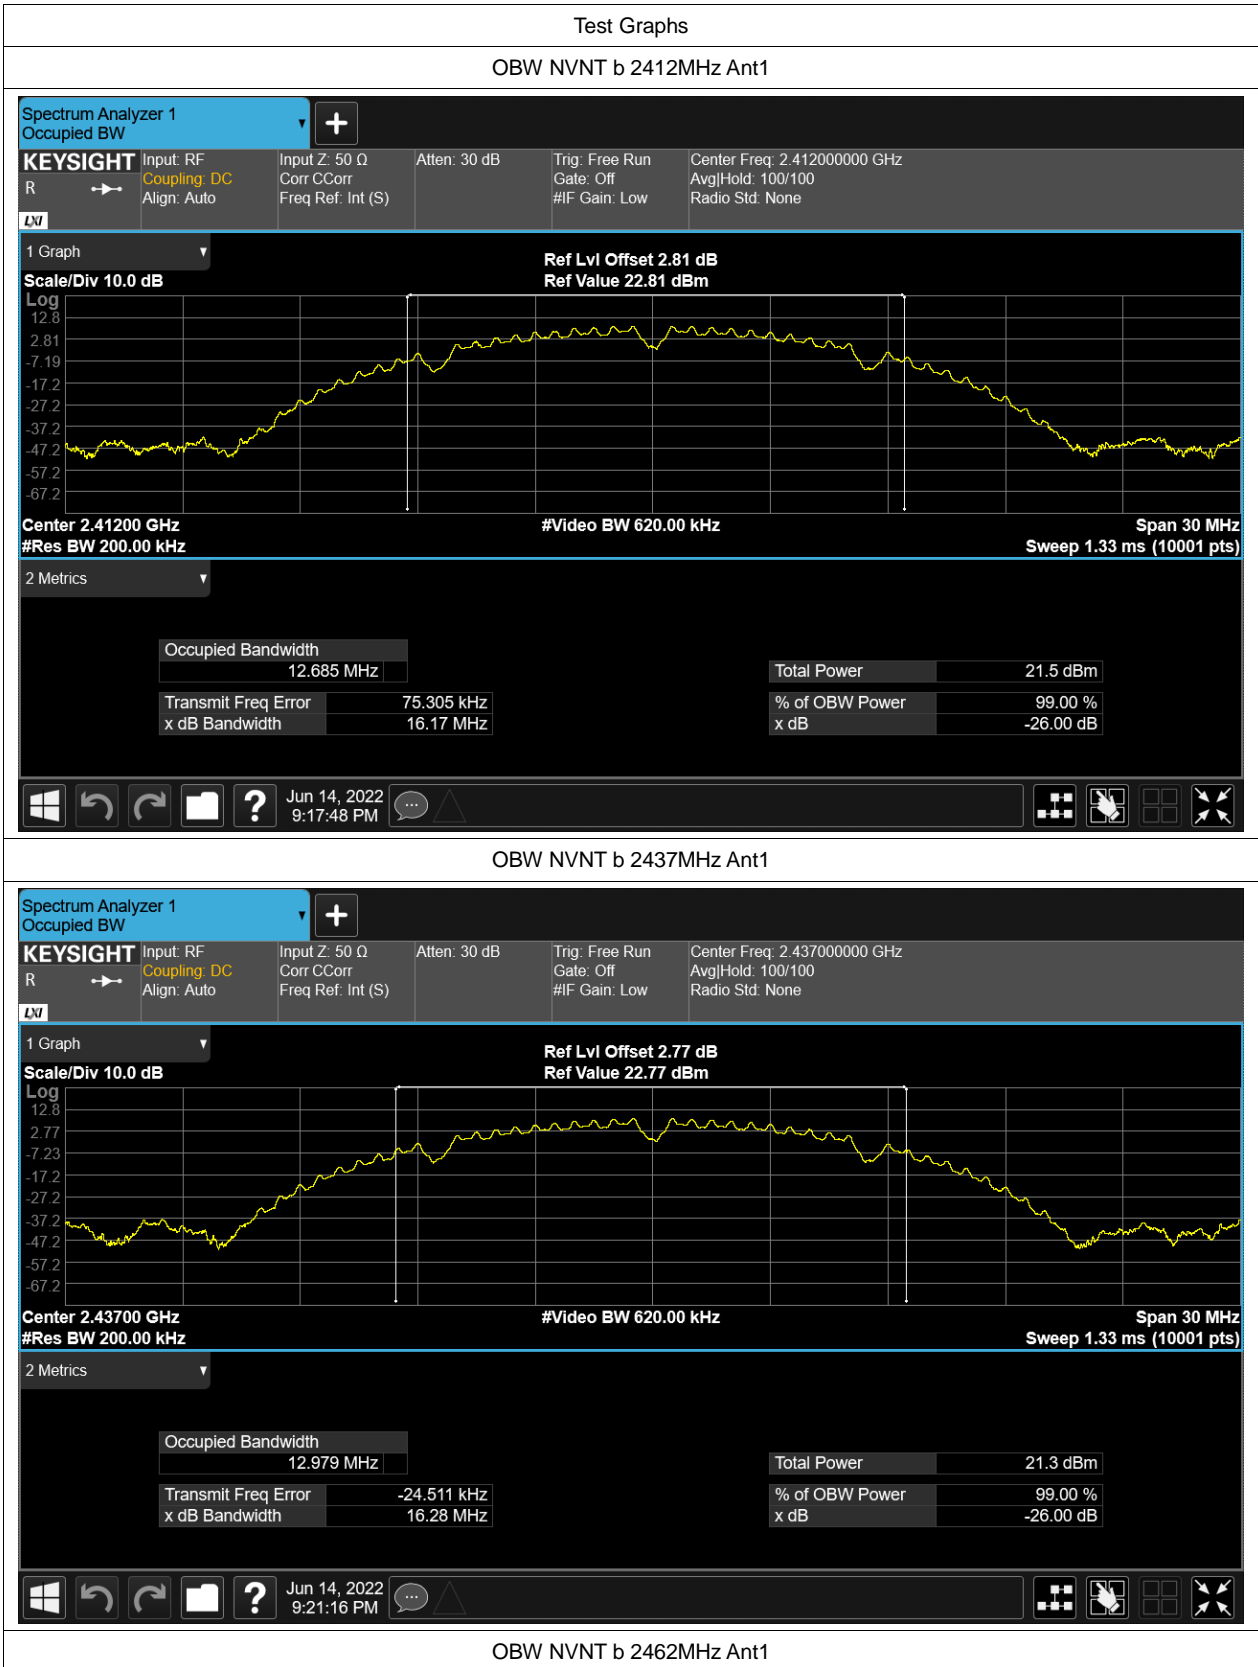 Test Graphs
OBW NVNT b 2412MHz Ant1
Spectrum Analyzer 1
Occupied BW
KEYSIGHT Input: RF Input Z: 50 Ω Atten: 30 dB Trig: Free Run Center Freq: 2.412000000 GHz
R Coupling: DC Corr CCorr Gate: Off Avg|Hold: 100/100
Align: Auto Freq Ref: Int (S) #IF Gain: Low Radio Std: None
LXI
1 Graph
Ref Lvl Offset 2.81 dB
Scale/Div 10.0 dB Ref Value 22.81 dBm
Log
12.8
2.81
-7.19
-17.2
-27.2
-37.2
-47.2
-57.2
-67.2
Center 2.41200 GHz #Video BW 620.00 kHz Span 30 MHz
#Res BW 200.00 kHz Sweep 1.33 ms (10001 pts)
2 Metrics
Occupied Bandwidth
12.685 MHz Total Power 21.5 dBm
Transmit Freq Error 75.305 kHz % of OBW Power 99.00 %
x dB Bandwidth 16.17 MHz x dB -26.00 dB
Jun 14, 2022
9:17:48 PM
OBW NVNT b 2437MHz Ant1
Spectrum Analyzer 1
Occupied BW
KEYSIGHT Input: RF Input Z: 50 Ω Atten: 30 dB Trig: Free Run Center Freq: 2.437000000 GHz
R Coupling: DC Corr CCorr Gate: Off Avg|Hold: 100/100
Align: Auto Freq Ref: Int (S) #IF Gain: Low Radio Std: None
LXI
1 Graph
Ref Lvl Offset 2.77 dB
Scale/Div 10.0 dB Ref Value 22.77 dBm
Log
12.8
2.77
-7.23
-17.2
-27.2
-37.2
-47.2
-57.2
-67.2
Center 2.43700 GHz #Video BW 620.00 kHz Span 30 MHz
#Res BW 200.00 kHz Sweep 1.33 ms (10001 pts)
2 Metrics
Occupied Bandwidth
12.979 MHz Total Power 21.3 dBm
Transmit Freq Error -24.511 kHz % of OBW Power 99.00 %
x dB Bandwidth 16.28 MHz x dB -26.00 dB
Jun 14, 2022
9:21:16 PM
OBW NVNT b 2462MHz Ant1